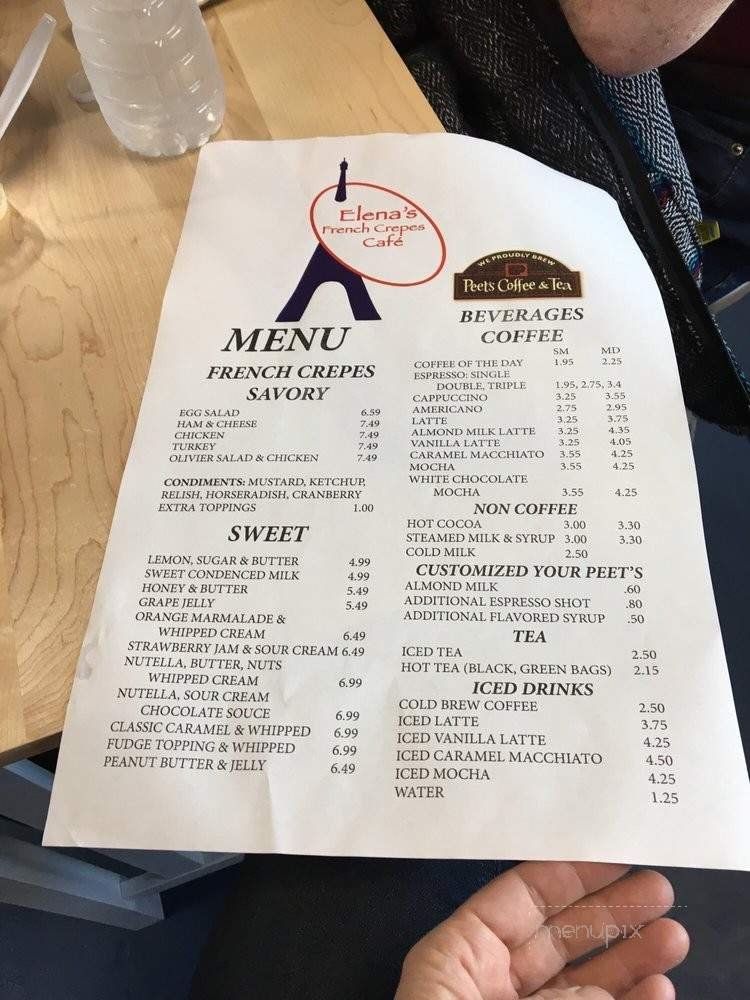 Elena's
French Crepes
Café
MENU
FRENCH CREPES
SAVORY
EGG SALAD 6.59
HAM & CHEESE 7.49
CHICKEN 7.49
TURKEY 7.49
OLIVIER SALAD & CHICKEN 7.49
CONDIMENTS: MUSTARD, KETCHUP,
RELISH, HORSERADISH, CRANBERRY
EXTRA TOPPINGS 1.00
SWEET
LEMON, SUGAR & BUTTER 4.99
SWEET CONDENCED MILK 4.99
HONEY & BUTTER 5.49
GRAPE JELLY 5.49
ORANGE MARMALADE &
WHIPPED CREAM 6.49
STRAWBERRY JAM & SOUR CREAM 6.49
NUTELLA, BUTTER, NUTS
WHIPPED CREAM 6.99
NUTELLA, SOUR CREAM
CHOCOLATE SOUCE 6.99
CLASSIC CARAMEL & WHIPPED 6.99
FUDGE TOPPING & WHIPPED 6.99
PEANUT BUTTER & JELLY 6.49
WE PROUDLY BREW
Peet's Coffee & Tea
BEVERAGES
COFFEE
SM MD
COFFEE OF THE DAY 1.95 2.25
ESPRESSO: SINGLE
DOUBLE, TRIPLE 1.95, 2.75, 3.4
CAPPUCCINO 3.25 3.55
AMERICANO 2.75 2.95
LATTE 3.25 3.75
ALMOND MILK LATTE 3.25 4.35
VANILLA LATTE 3.25 4.05
CARAMEL MACCHIATO 3.55 4.25
MOCHA 3.55 4.25
WHITE CHOCOLATE
MOCHA 3.55 4.25
NON COFFEE
HOT COCOA 3.00 3.30
STEAMED MILK & SYRUP 3.00 3.30
COLD MILK 2.50
CUSTOMIZED YOUR PEET'S
ALMOND MILK .60
ADDITIONAL ESPRESSO SHOT .80
ADDITIONAL FLAVORED SYRUP .50
TEA
ICED TEA 2.50
HOT TEA (BLACK, GREEN BAGS) 2.15
ICED DRINKS
COLD BREW COFFEE 2.50
ICED LATTE 3.75
ICED VANILLA LATTE 4.25
ICED CARAMEL MACCHIATO 4.50
ICED MOCHA 4.25
WATER 1.25
menupix